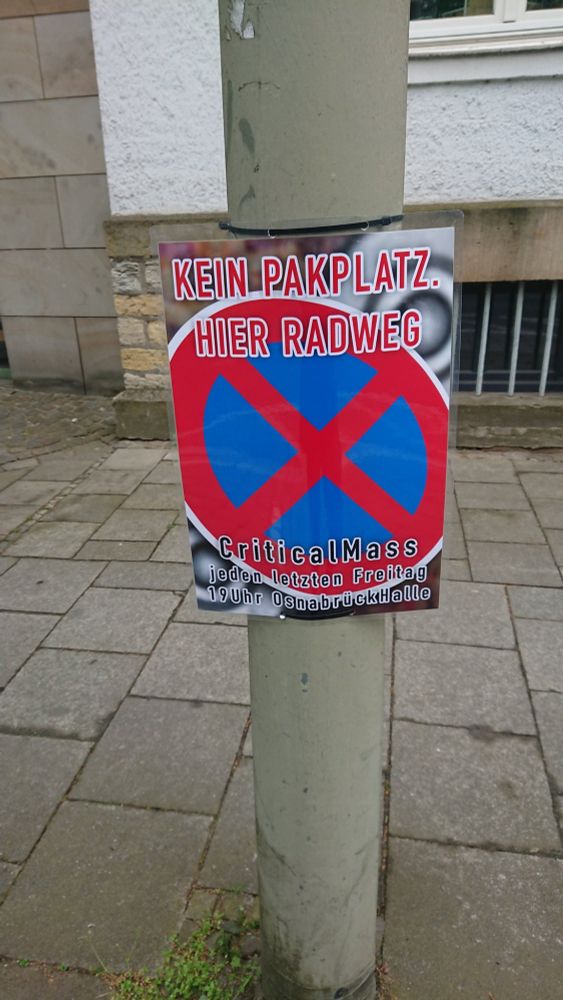 KEIN PAKPLATZ.
HIER RADWEG
CriticalMass
jeden letzten Freitag
19Uhr OsnabrückHalle